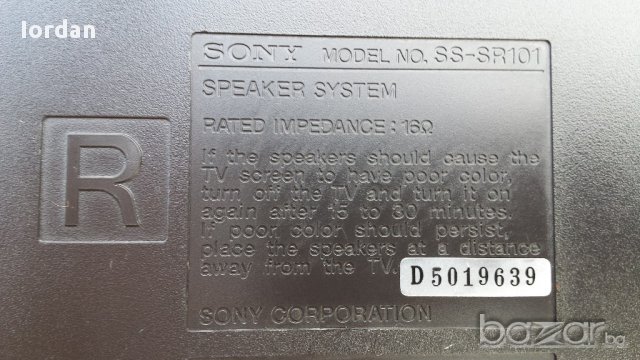 Iordan
SONY MODEL NO. SS-SR101
SPEAKER SYSTEM
RATED IMPEDANCE: 16Ω
R
If the speakers should cause the
TV screen to have poor color,
turn off the TV and turn it on
again after 15 to 30 minutes.
If poor color should persist,
place the speakers at a distance
away from the TV.
D5019639
SONY CORPORATION
bazar.бг